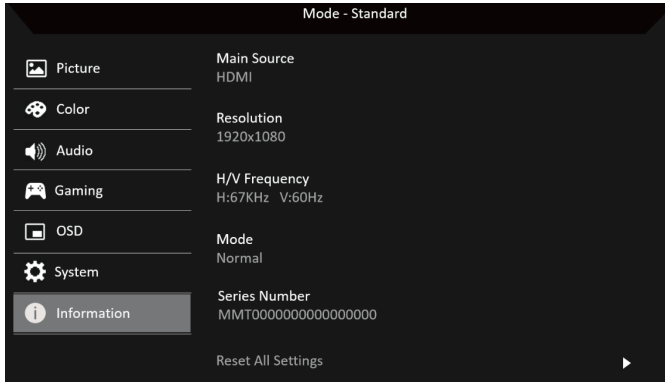 Mode - Standard
Picture
Color
Audio
Gaming
OSD
System
Information
Main Source
HDMI
Resolution
1920x1080
H/V Frequency
H:67KHz V:60Hz
Mode
Normal
Series Number
MMT0000000000000000
Reset All Settings